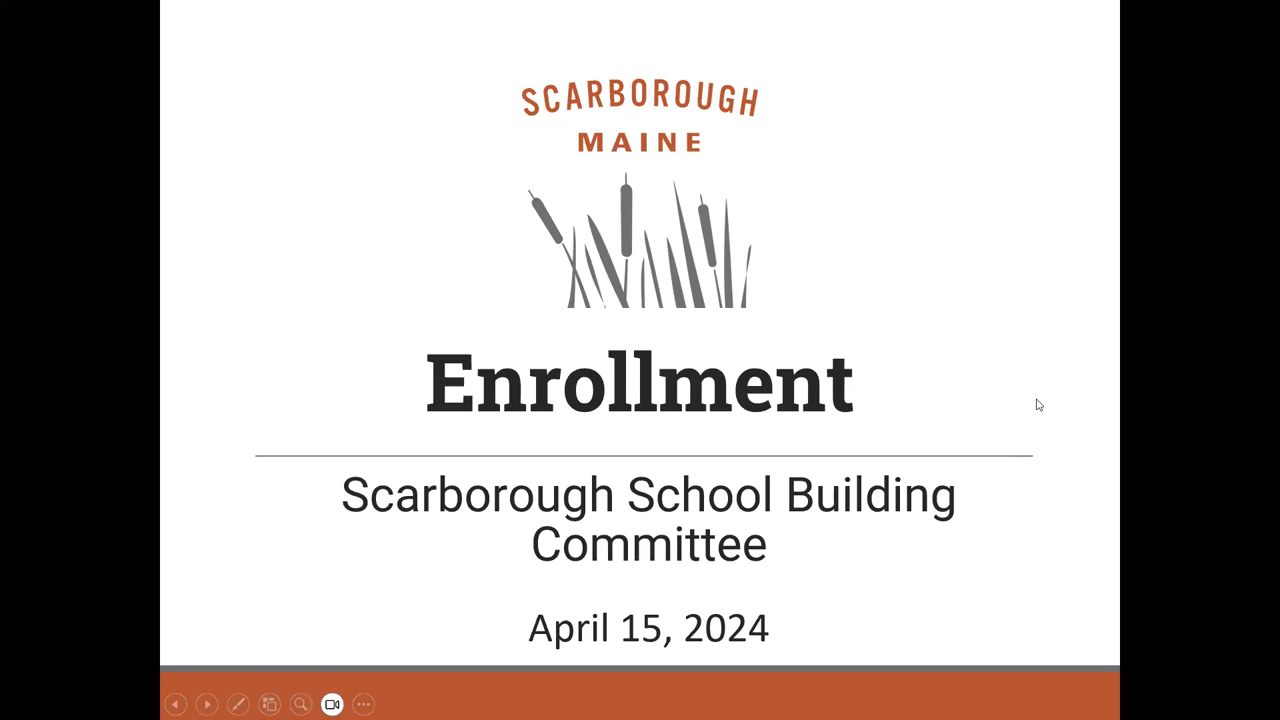 SCARBOROUGH
MAINE
Enrollment
Scarborough School Building
Committee
April 15, 2024